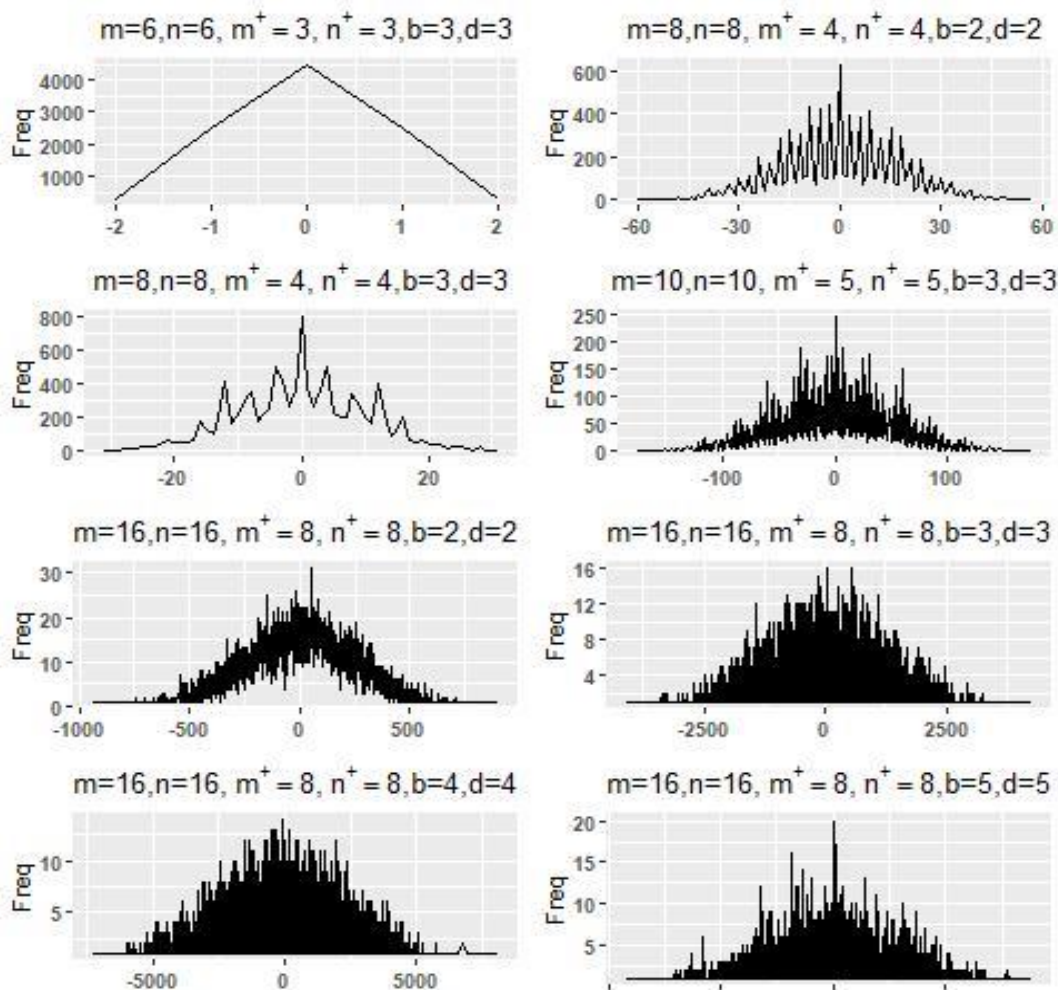 m=6,n=6, m⁺ = 3, n⁺ = 3,b=3,d=3
Freq
4000
3000
2000
1000
-2 -1 0 1 2
m=8,n=8, m⁺ = 4, n⁺ = 4,b=2,d=2
Freq
600
400
200
0
-60 -30 0 30 60
m=8,n=8, m⁺ = 4, n⁺ = 4,b=3,d=3
Freq
800
600
400
200
0
-20 0 20
m=10,n=10, m⁺ = 5, n⁺ = 5,b=3,d=3
Freq
250
200
150
100
50
0
-100 0 100
m=16,n=16, m⁺ = 8, n⁺ = 8,b=2,d=2
Freq
30
20
10
0
-1000 -500 0 500
m=16,n=16, m⁺ = 8, n⁺ = 8,b=3,d=3
Freq
16
12
8
4
-2500 0 2500
m=16,n=16, m⁺ = 8, n⁺ = 8,b=4,d=4
Freq
10
5
-5000 0 5000
m=16,n=16, m⁺ = 8, n⁺ = 8,b=5,d=5
Freq
20
15
10
5